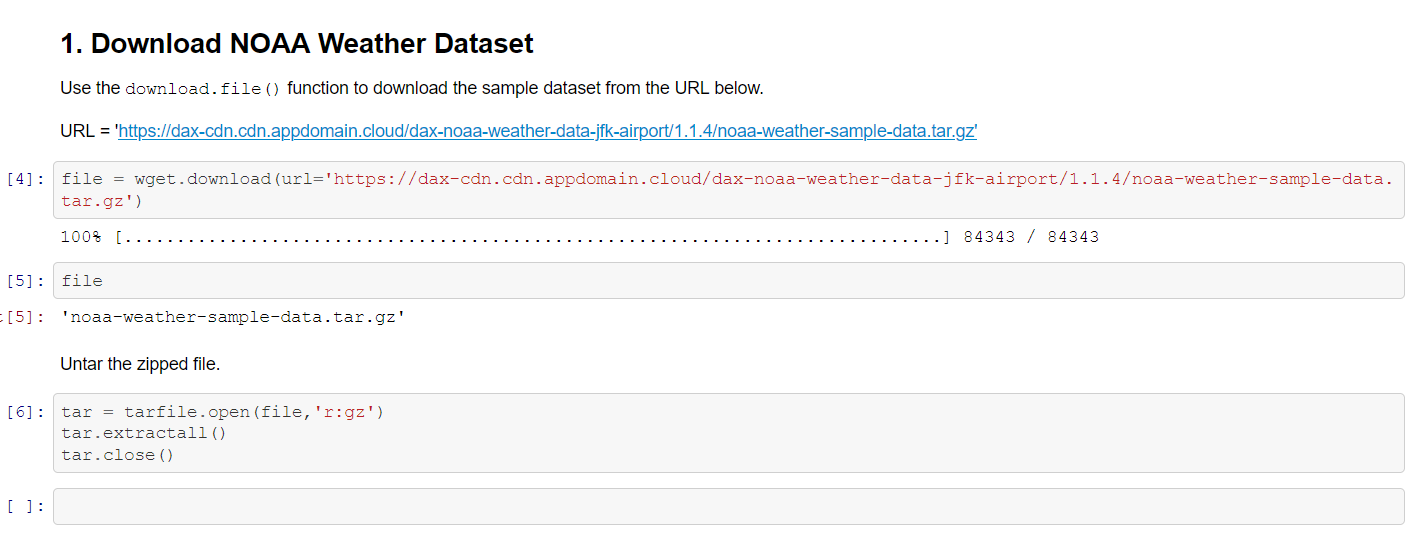 1. Download NOAA Weather Dataset
Use the download.file() function to download the sample dataset from the URL below.
URL = 'https://dax-cdn.cdn.appdomain.cloud/dax-noaa-weather-data-jfk-airport/1.1.4/noaa-weather-sample-data.tar.gz'
[4]: file = wget.download(url='https://dax-cdn.cdn.appdomain.cloud/dax-noaa-weather-data-jfk-airport/1.1.4/noaa-weather-sample-data.
tar.gz')
100% [..............................................................................] 84343 / 84343
[5]: file
[5]: 'noaa-weather-sample-data.tar.gz'
Untar the zipped file.
[6]: tar = tarfile.open(file,'r:gz')
tar.extractall()
tar.close()
[ ]: